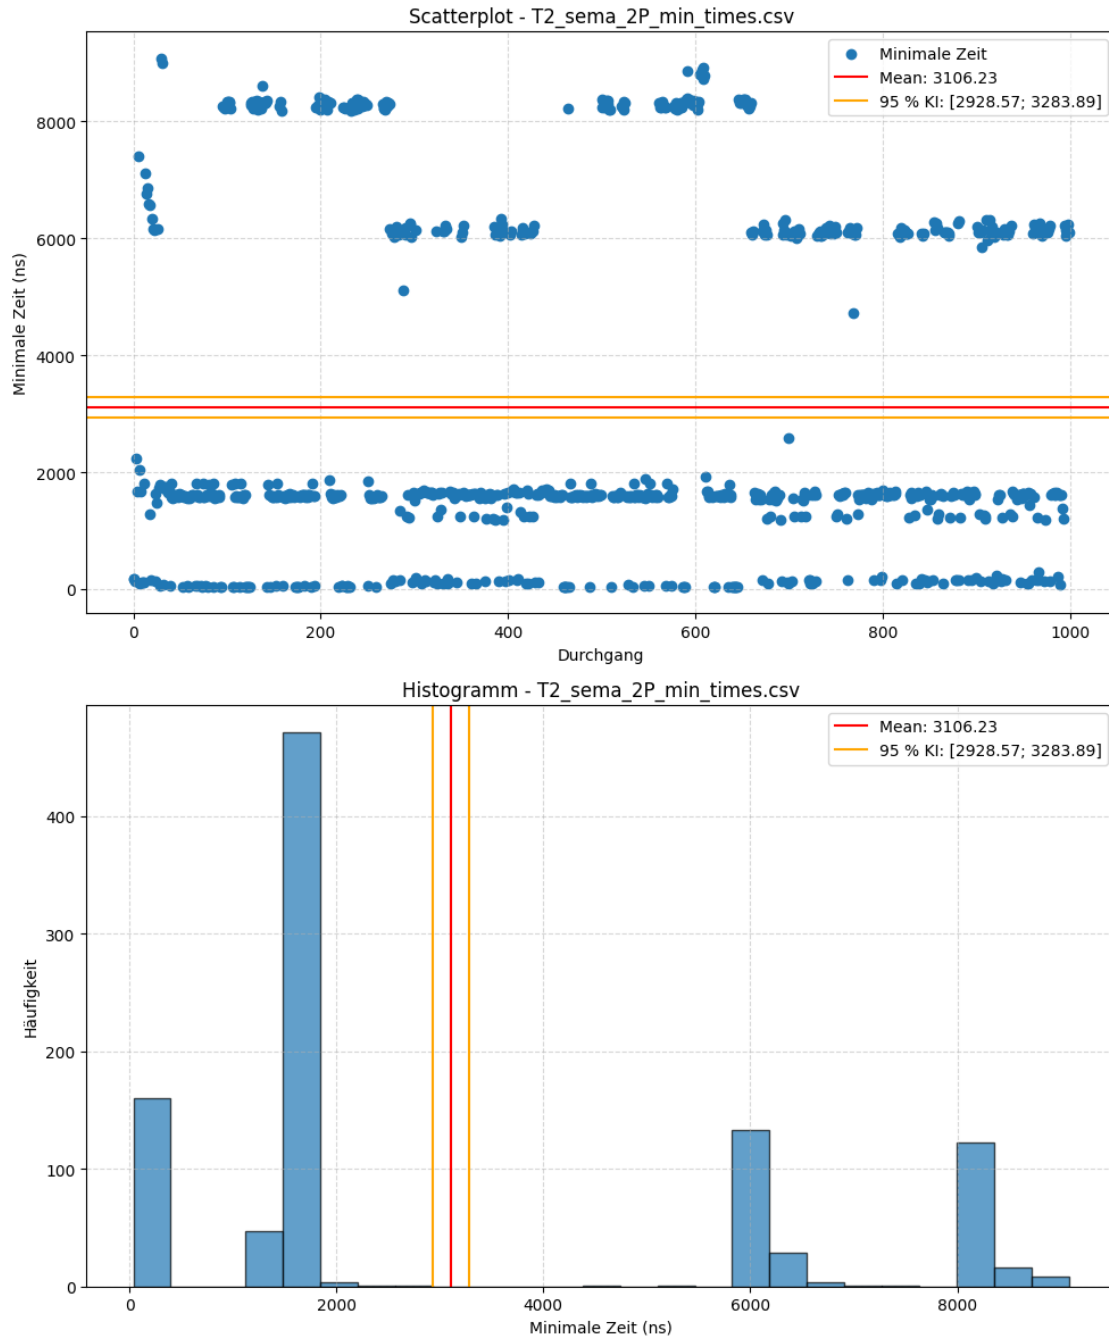 Scatterplot - T2_sema_2P_min_times.csv
Minimale Zeit
Mean: 3106.23
95 % KI: [2928.57; 3283.89]
8000
6000
4000
2000
0
Minimale Zeit (ns)
0 200 400 600 800 1000
Durchgang
Histogramm - T2_sema_2P_min_times.csv
Mean: 3106.23
95 % KI: [2928.57; 3283.89]
400
300
200
100
0
Häufigkeit
0 2000 4000 6000 8000
Minimale Zeit (ns)